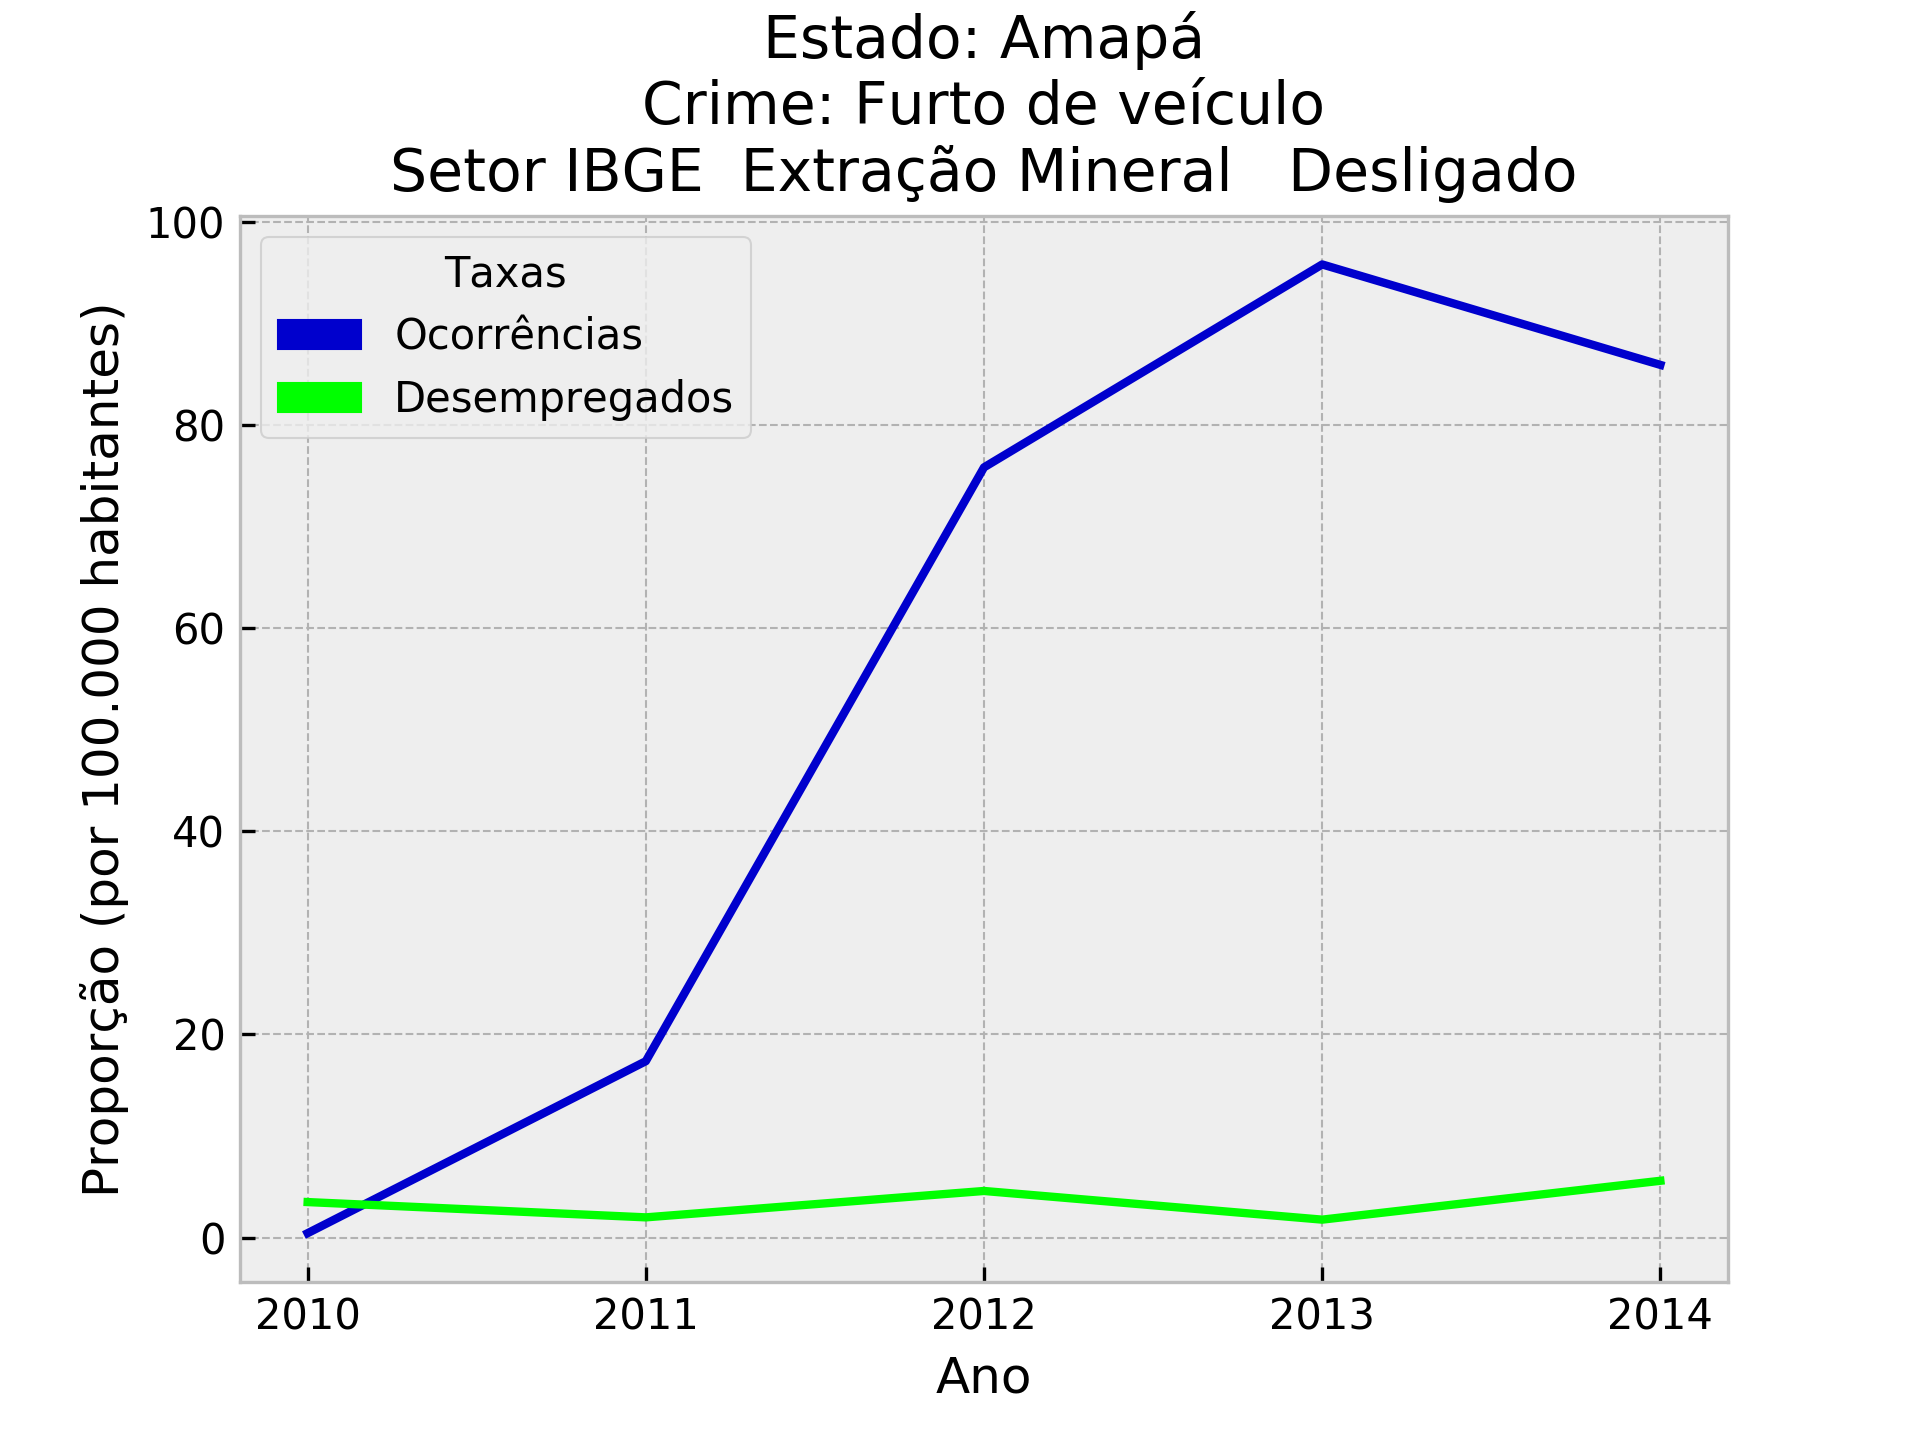 Estado: Amapá
Crime: Furto de veículo
Setor IBGE  Extração Mineral   Desligado
Proporção (por 100.000 habitantes)
100
80
60
40
20
0
Taxas
Ocorrências
Desempregados
2010 2011 2012 2013 2014
Ano